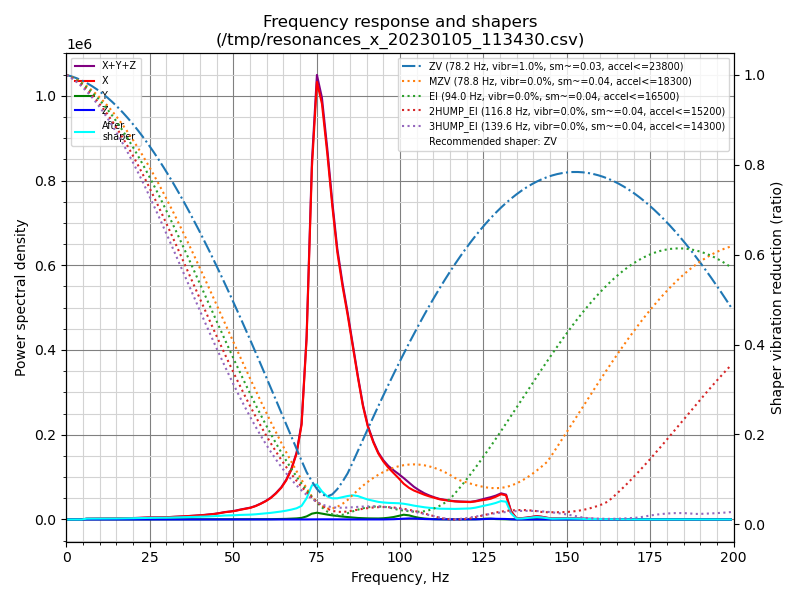 Frequency response and shapers
(/tmp/resonances_x_20230105_113430.csv)
1e6
X+Y+Z
X
Y
Z
After
shaper
ZV (78.2 Hz, vibr=1.0%, sm~=0.03, accel<=23800)
MZV (78.8 Hz, vibr=0.0%, sm~=0.04, accel<=18300)
EI (94.0 Hz, vibr=0.0%, sm~=0.04, accel<=16500)
2HUMP_EI (116.8 Hz, vibr=0.0%, sm~=0.04, accel<=15200)
3HUMP_EI (139.6 Hz, vibr=0.0%, sm~=0.04, accel<=14300)
Recommended shaper: ZV
Power spectral density
1.0
0.8
0.6
0.4
0.2
0.0
1.0
0.8
0.6
0.4
0.2
0.0
Shaper vibration reduction (ratio)
0 25 50 75 100 125 150 175 200
Frequency, Hz